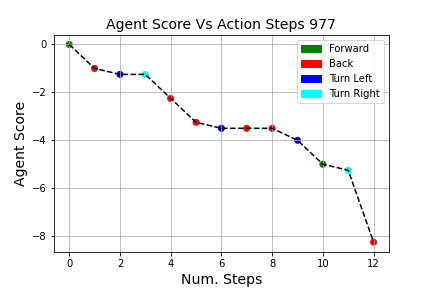 Agent Score Vs Action Steps 977
Forward
Back
Turn Left
Turn Right
Agent Score
0
−2
−4
−6
−8
0 2 4 6 8 10 12
Num. Steps